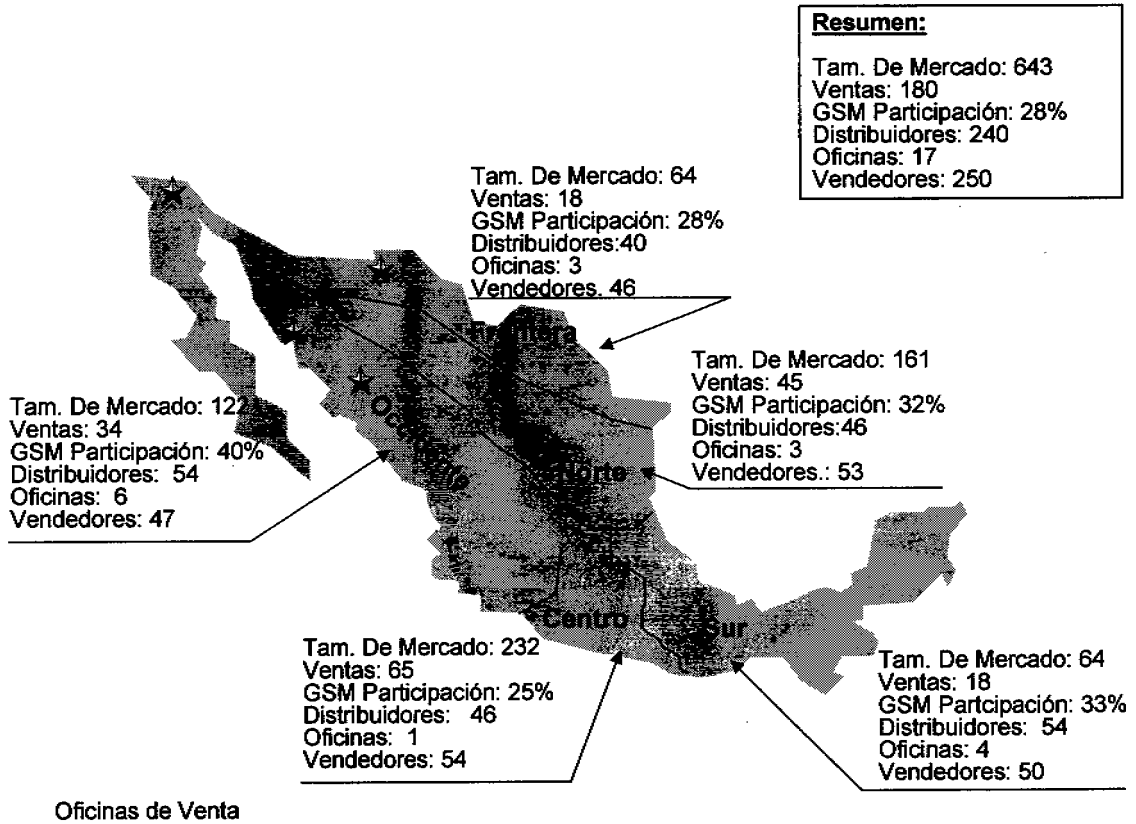 Resumen:
Tam. De Mercado: 643
Ventas: 180
GSM Participación: 28%
Distribuidores: 240
Oficinas: 17
Vendedores: 250
Tam. De Mercado: 64
Ventas: 18
GSM Participación: 28%
Distribuidores:40
Oficinas: 3
Vendedores. 46
Frontera
Tam. De Mercado: 161
Ventas: 45
GSM Participación: 32%
Distribuidores:46
Oficinas: 3
Vendedores.: 53
Tam. De Mercado: 122
Ventas: 34
GSM Participación: 40%
Distribuidores: 54
Oficinas: 6
Vendedores: 47
Occidente
Norte
Centro
Sur
Tam. De Mercado: 232
Ventas: 65
GSM Participación: 25%
Distribuidores: 46
Oficinas: 1
Vendedores: 54
Tam. De Mercado: 64
Ventas: 18
GSM Partcipación: 33%
Distribuidores: 54
Oficinas: 4
Vendedores: 50
Oficinas de Venta